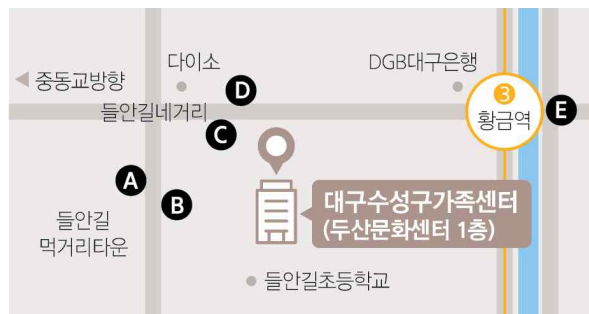 다이소
DGB대구은행
중동교방향
3
D
들안길네거리
황금역
E
C
A
B
대구수성구가족센터
(두산문화센터 1층)
들안길
먹거리타운
들안길초등학교